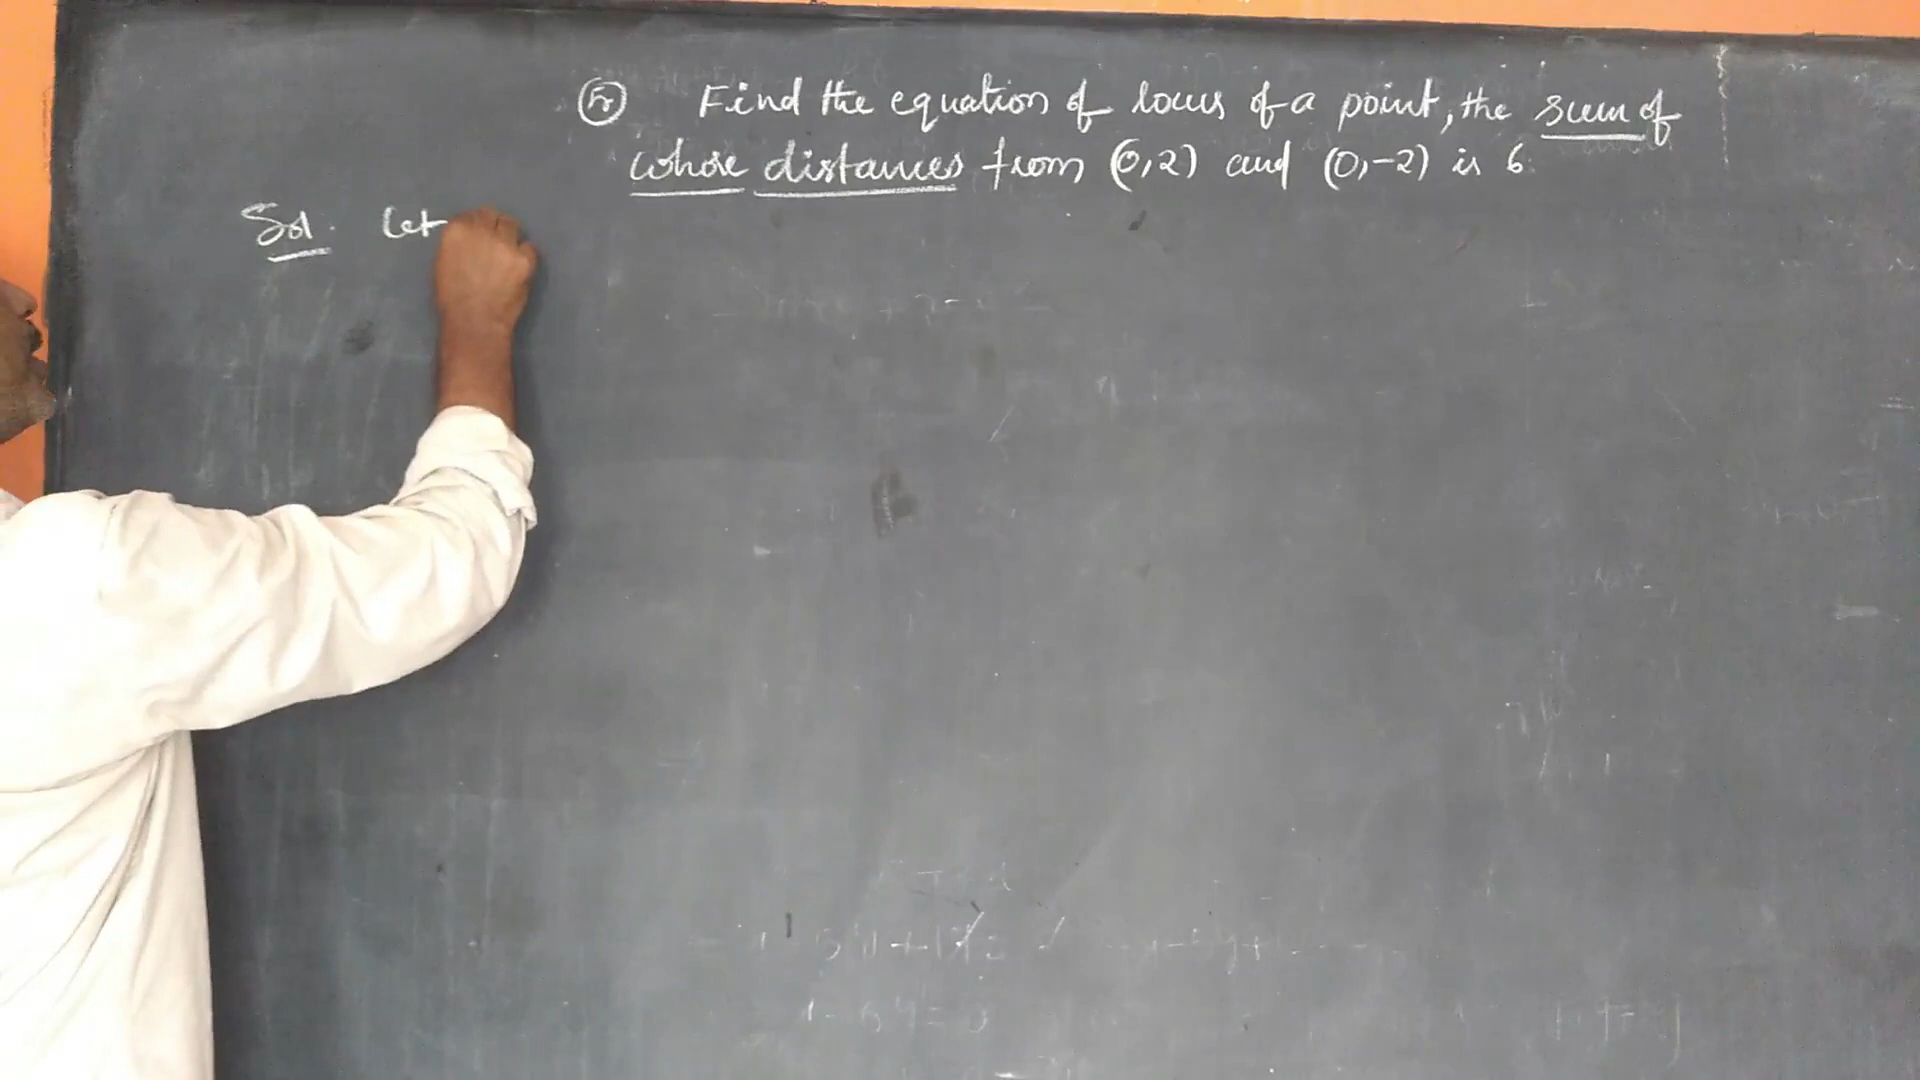 ⑤ Find the equation of locus of a point, the sum of
whose distances from (0,2) and (0,-2) is 6.
Sol. Let